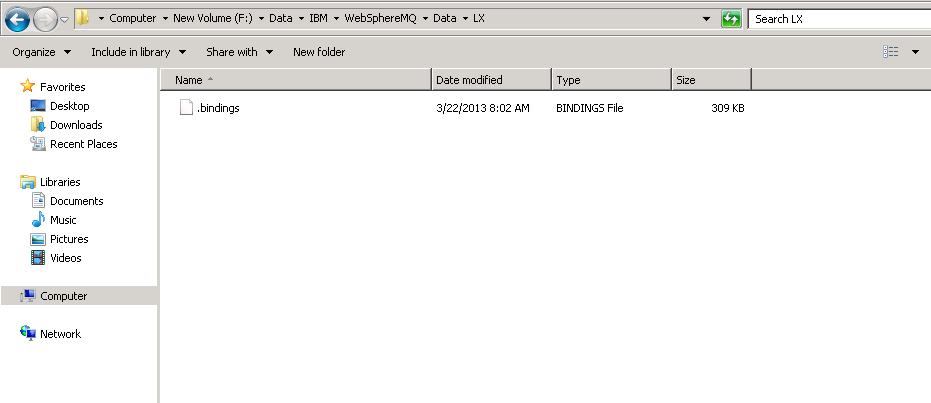 Computer New Volume (F:) Data IBM WebSphereMQ Data LX Search LX
Organize Include in library Share with New folder
Name Date modified Type Size
.bindings 3/22/2013 8:02 AM BINDINGS File 309 KB
Favorites
Desktop
Downloads
Recent Places
Libraries
Documents
Music
Pictures
Videos
Computer
Network